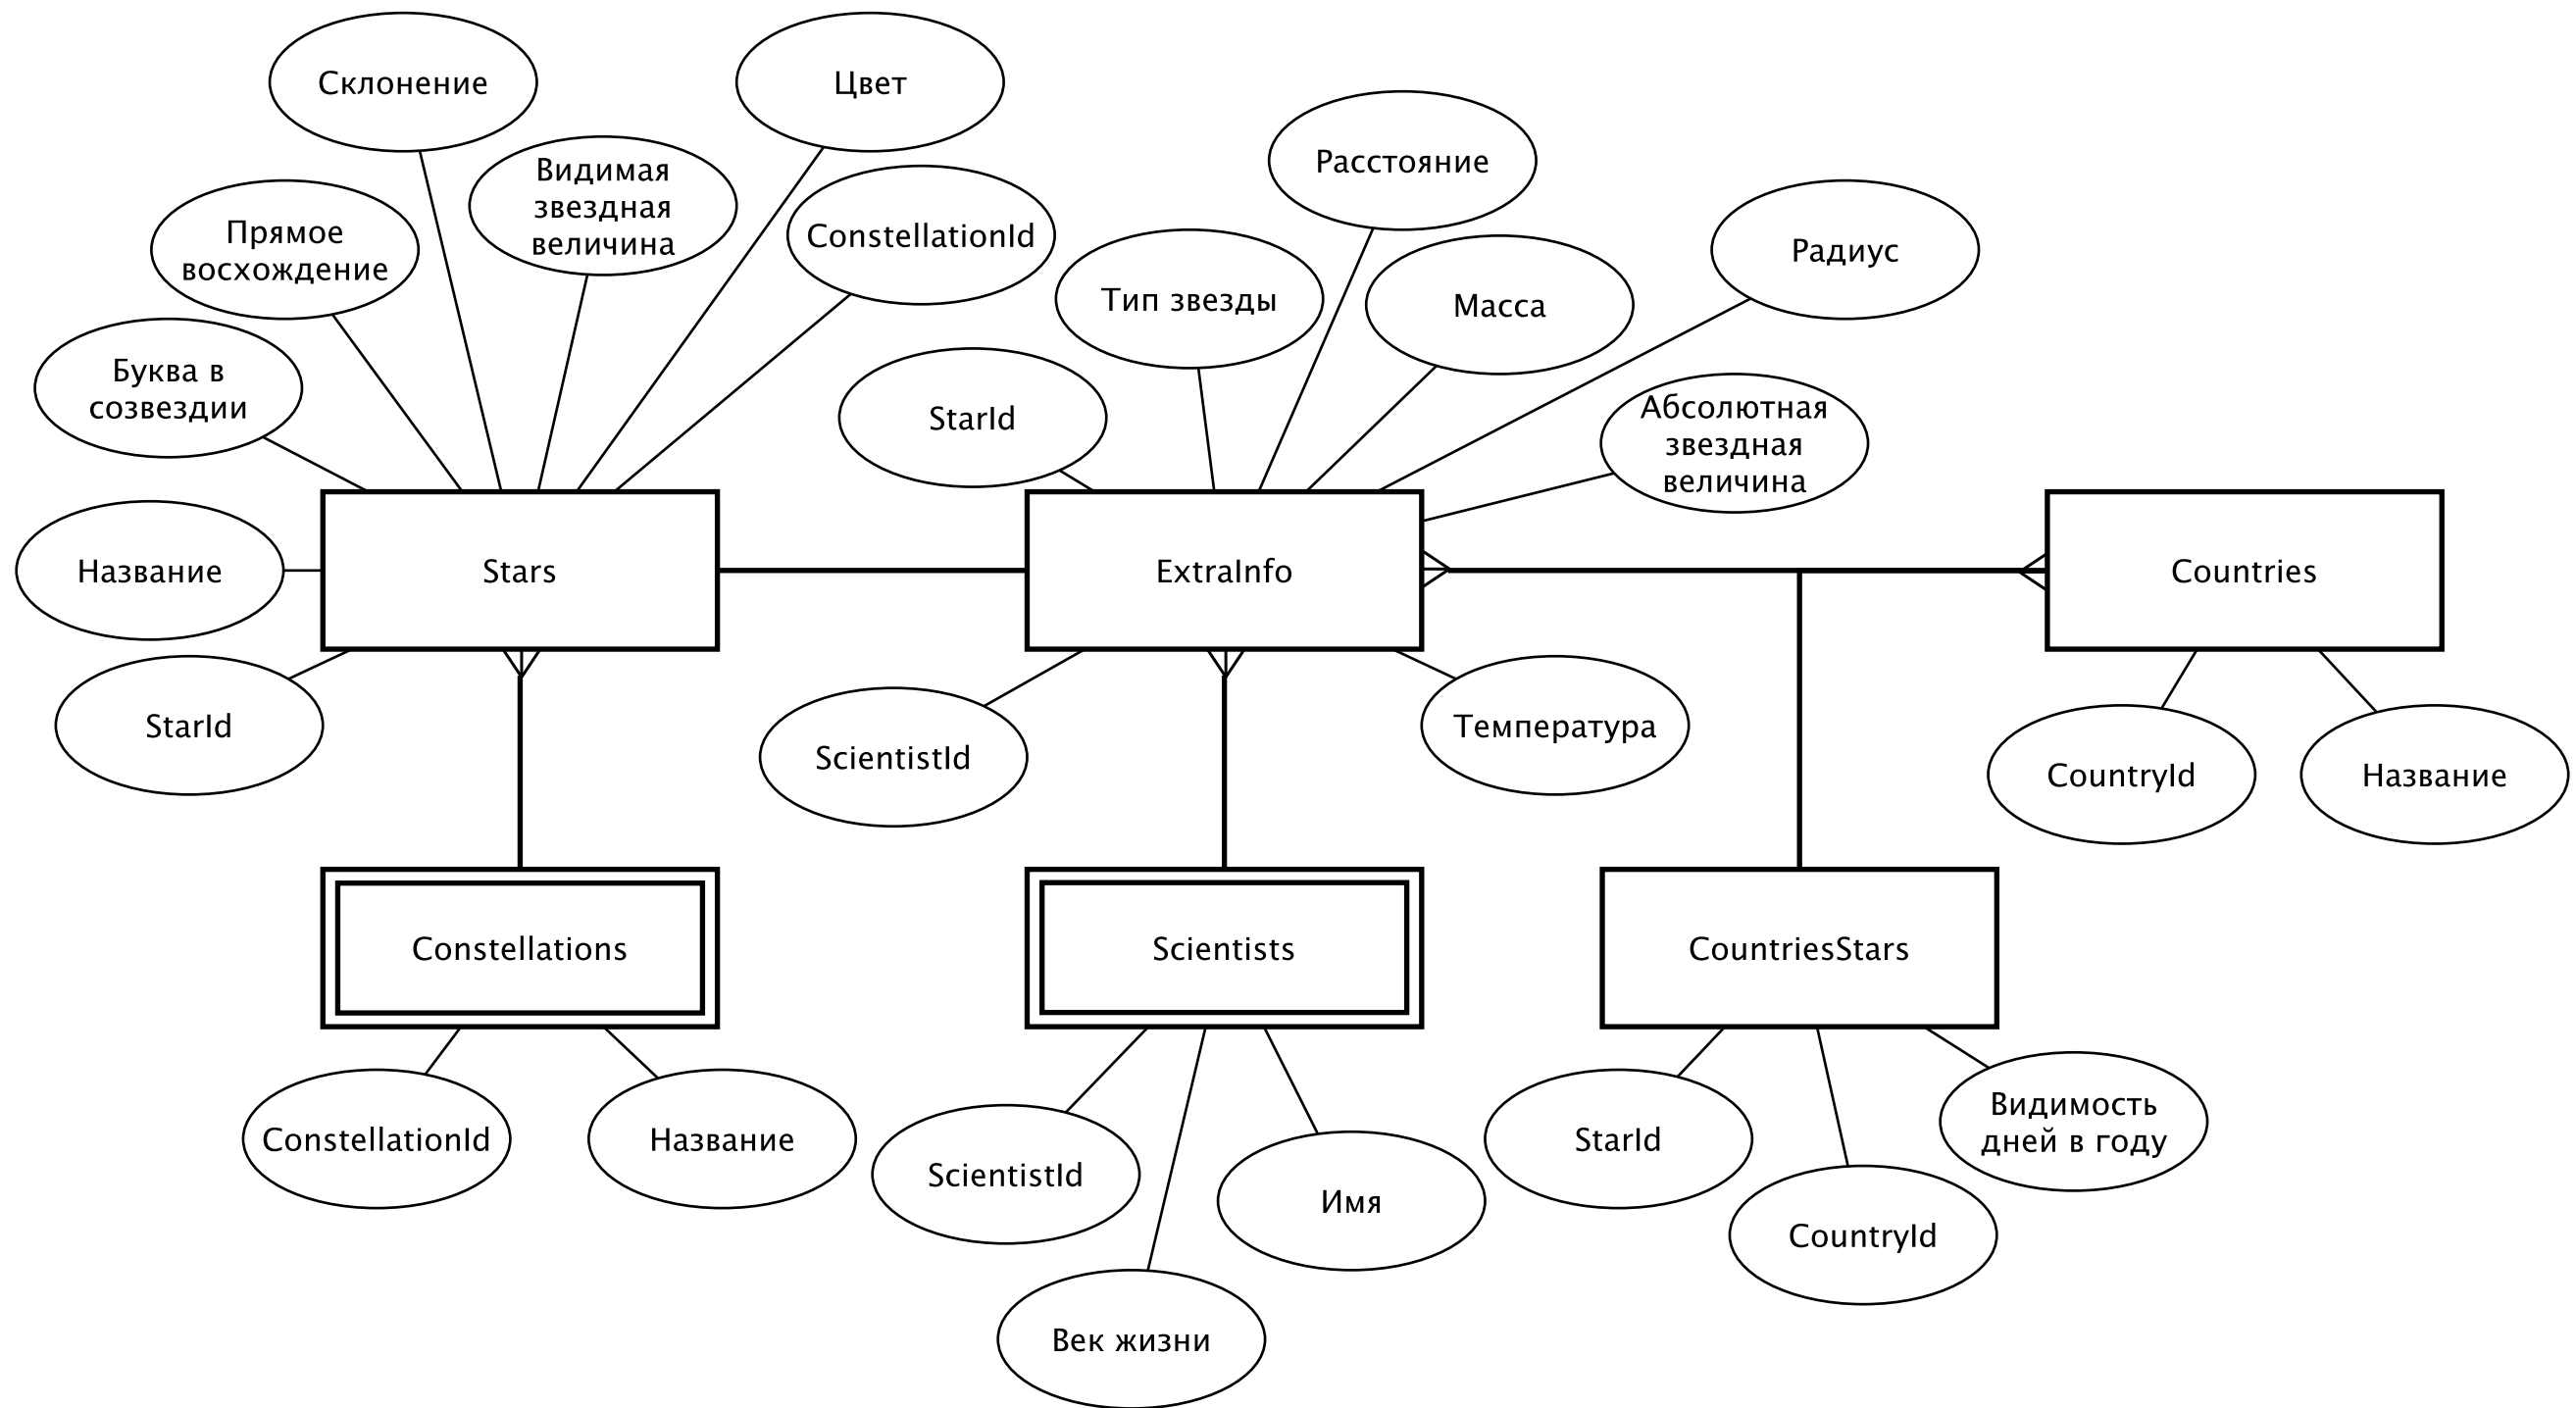 Склонение
Цвет
Видимая
звездная
величина
Расстояние
Прямое
восхождение
ConstellationId
Радиус
Тип звезды
Масса
Буква в
созвездии
StarId
Абсолютная
звездная
величина
Название
Stars
ExtraInfo
Countries
StarId
ScientistId
Температура
CountryId
Название
Constellations
Scientists
CountriesStars
ConstellationId
Название
ScientistId
Имя
StarId
Видимость
дней в году
CountryId
Век жизни